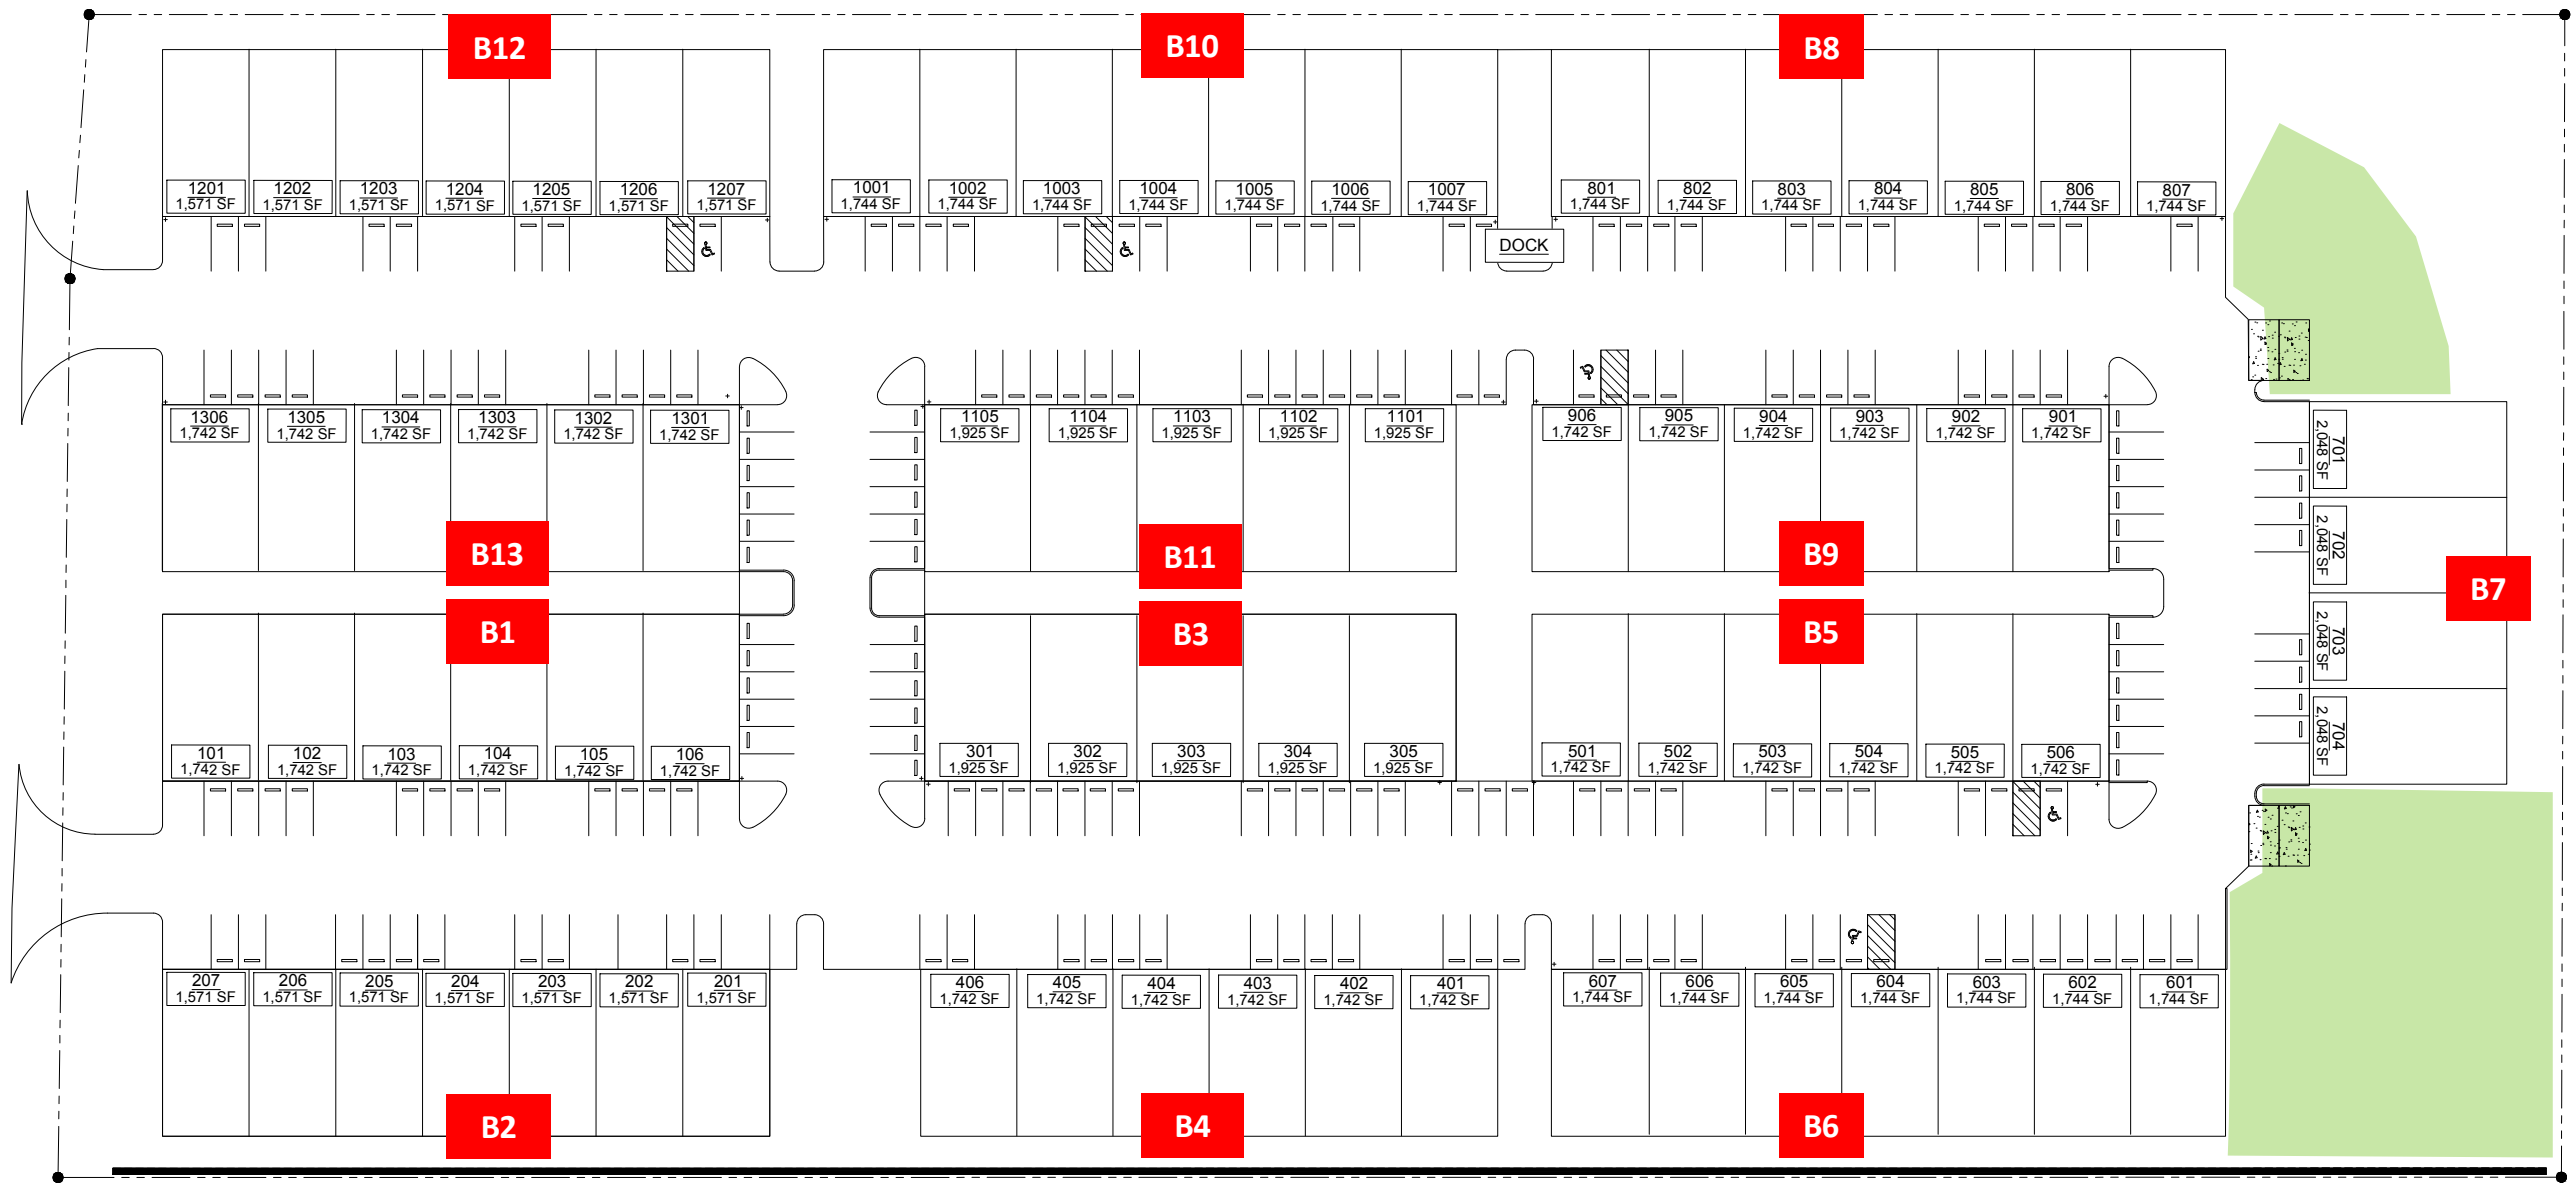 B12
B10
B8
1201
1,571 SF
1202
1,571 SF
1203
1,571 SF
1204
1,571 SF
1205
1,571 SF
1206
1,571 SF
1207
1,571 SF
1001
1,744 SF
1002
1,744 SF
1003
1,744 SF
1004
1,744 SF
1005
1,744 SF
1006
1,744 SF
1007
1,744 SF
801
1,744 SF
802
1,744 SF
803
1,744 SF
804
1,744 SF
805
1,744 SF
806
1,744 SF
807
1,744 SF
DOCK
1306
1,742 SF
1305
1,742 SF
1304
1,742 SF
1303
1,742 SF
1302
1,742 SF
1301
1,742 SF
1105
1,925 SF
1104
1,925 SF
1103
1,925 SF
1102
1,925 SF
1101
1,925 SF
906
1,742 SF
905
1,742 SF
904
1,742 SF
903
1,742 SF
902
1,742 SF
901
1,742 SF
701
2,048 SF
702
2,048 SF
703
2,048 SF
704
2,048 SF
B13
B11
B9
B7
B1
B3
B5
101
1,742 SF
102
1,742 SF
103
1,742 SF
104
1,742 SF
105
1,742 SF
106
1,742 SF
301
1,925 SF
302
1,925 SF
303
1,925 SF
304
1,925 SF
305
1,925 SF
501
1,742 SF
502
1,742 SF
503
1,742 SF
504
1,742 SF
505
1,742 SF
506
1,742 SF
207
1,571 SF
206
1,571 SF
205
1,571 SF
204
1,571 SF
203
1,571 SF
202
1,571 SF
201
1,571 SF
406
1,742 SF
405
1,742 SF
404
1,742 SF
403
1,742 SF
402
1,742 SF
401
1,742 SF
607
1,744 SF
606
1,744 SF
605
1,744 SF
604
1,744 SF
603
1,744 SF
602
1,744 SF
601
1,744 SF
B2
B4
B6